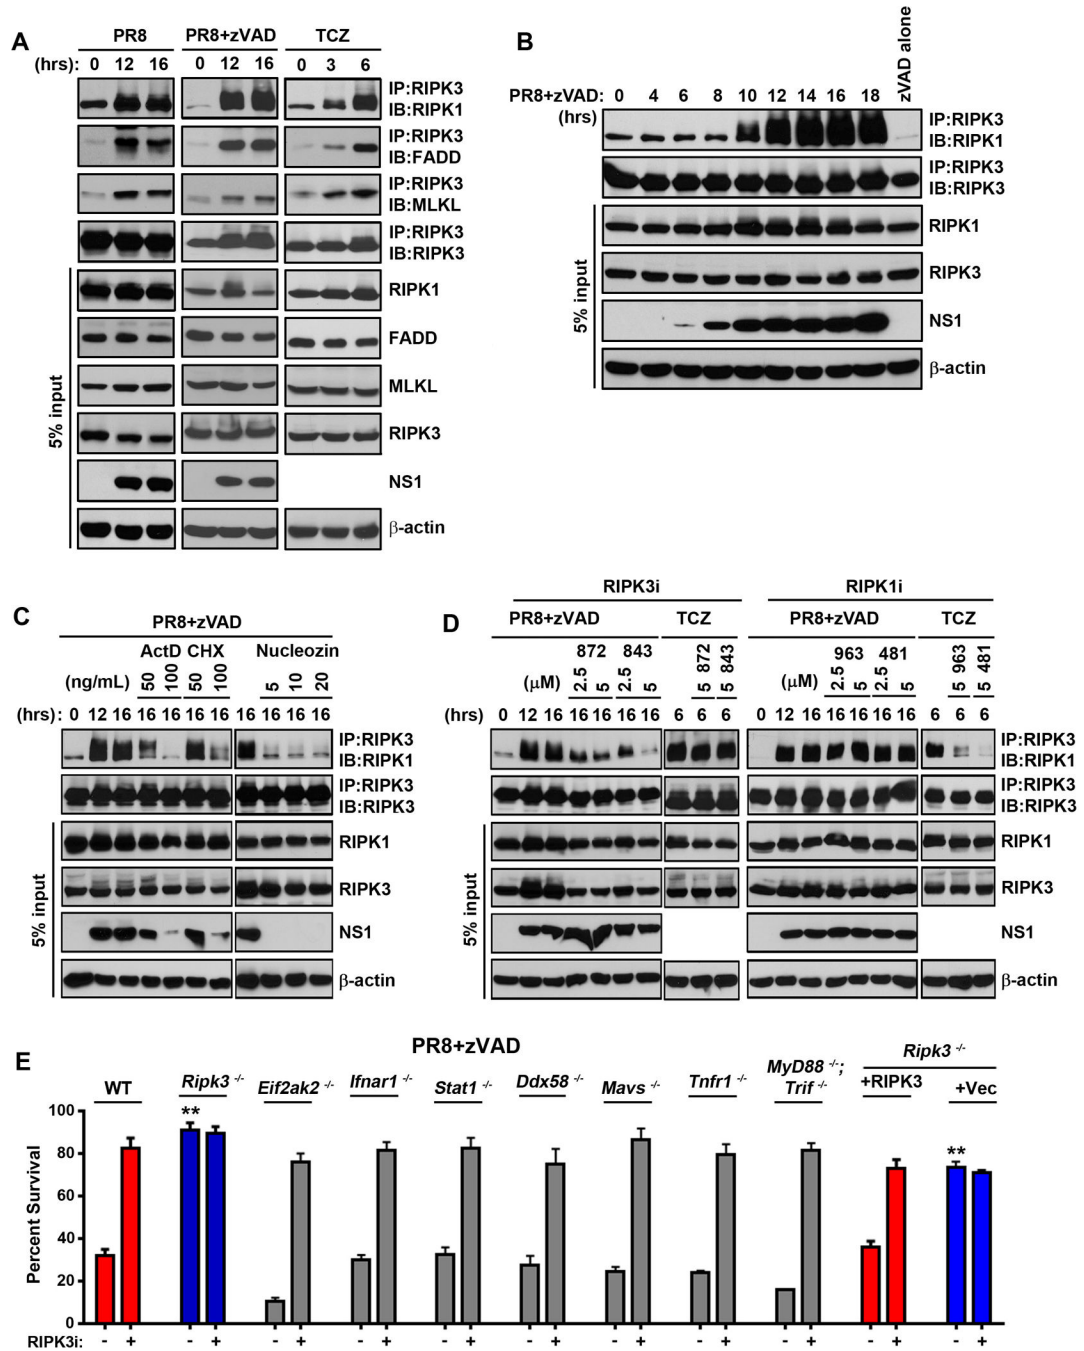 A
PR8 PR8+zVAD TCZ
(hrs): 0 12 16 0 12 16 0 3 6
IP:RIPK3
IB:RIPK1
IP:RIPK3
IB:FADD
IP:RIPK3
IB:MLKL
IP:RIPK3
IB:RIPK3
RIPK1
FADD
MLKL
RIPK3
NS1
β-actin
5% input
B
zVAD alone
PR8+zVAD: 0 4 6 8 10 12 14 16 18
(hrs)
IP:RIPK3
IB:RIPK1
IP:RIPK3
IB:RIPK3
RIPK1
RIPK3
NS1
β-actin
5% input
C
PR8+zVAD
ActD CHX Nucleozin
(ng/mL) 50 100 50 100 5 10 20
(hrs): 0 12 16 16 16 16 16 16 16 16 16
IP:RIPK3
IB:RIPK1
IP:RIPK3
IB:RIPK3
RIPK1
RIPK3
NS1
β-actin
5% input
D
RIPK3i RIPK1i
PR8+zVAD TCZ PR8+zVAD TCZ
872 843 872 843 963 481 963 481
(μM) 2.5 5 2.5 5 5 5 (μM) 2.5 5 2.5 5 5 5
(hrs) 0 12 16 16 16 16 16 6 6 6 0 12 16 16 16 16 16 6 6 6
IP:RIPK3
IB:RIPK1
IP:RIPK3
IB:RIPK3
RIPK1
RIPK3
NS1
β-actin
5% input
E
PR8+zVAD
WT Ripk3 -/- Eif2ak2 -/- Ifnar1 -/- Stat1 -/- Ddx58 -/- Mavs -/- Tnfr1 -/- MyD88 -/-; Trif -/- Ripk3 -/-
+RIPK3 +Vec
** **
Percent Survival
100
80
60
40
20
0
RIPK3i: - + - + - + - + - + - + - + - + - + - + - +